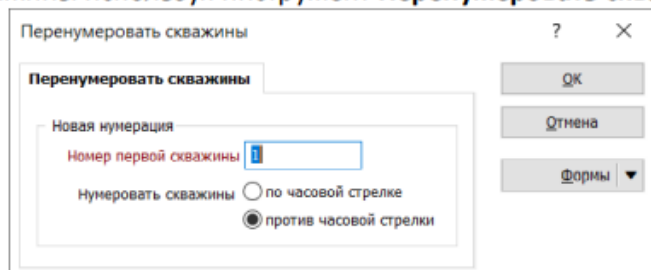 Перенумеровать скважины ? ×
Перенумеровать скважины
OK
Отмена
Формы
Новая нумерация
Номер первой скважины 1
Нумеровать скважины по часовой стрелке
против часовой стрелки